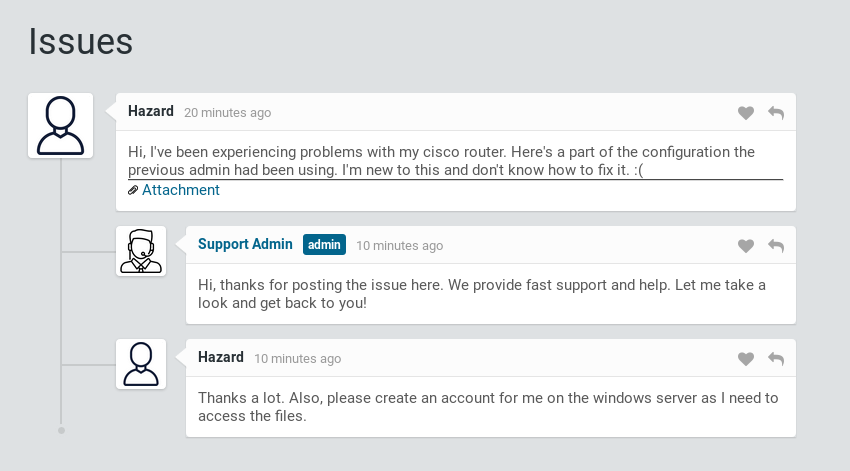 Issues
Hazard 20 minutes ago
Hi, I've been experiencing problems with my cisco router. Here's a part of the configuration the
previous admin had been using. I'm new to this and don't know how to fix it. :(
Attachment
Support Admin admin 10 minutes ago
Hi, thanks for posting the issue here. We provide fast support and help. Let me take a
look and get back to you!
Hazard 10 minutes ago
Thanks a lot. Also, please create an account for me on the windows server as I need to
access the files.